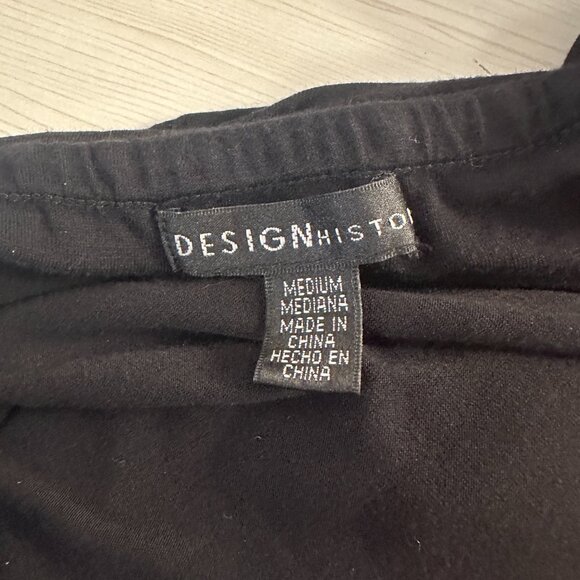 DESIGNHISTO
MEDIUM
MEDIANA
MADE IN
CHINA
HECHO EN
CHINA